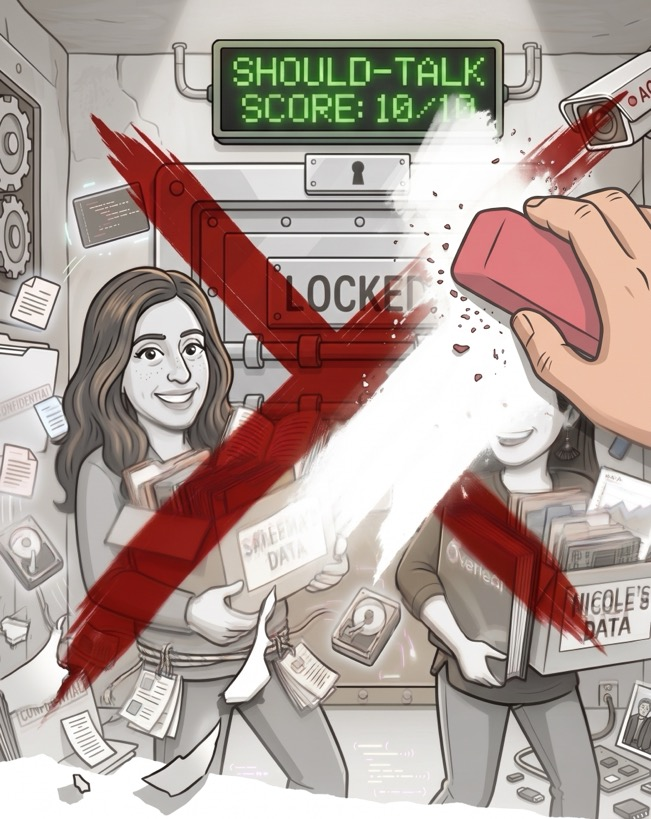 SHOULD-TALK
SCORE: 10/10
LOCKED
CONFIDENTIAL
DATA
NICOLE'S
DATA